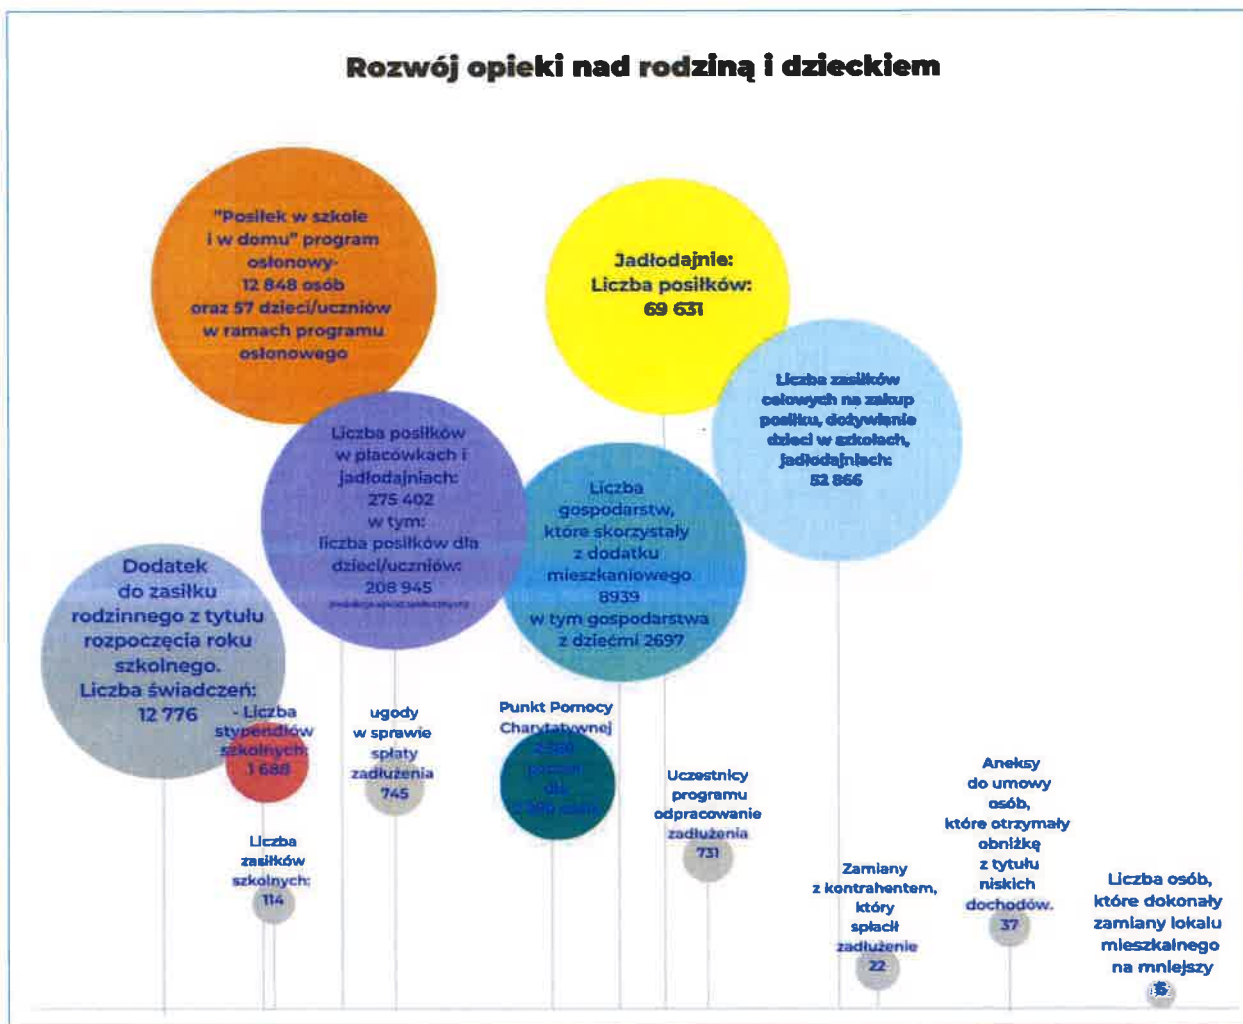 Rozwój opieki nad rodziną i dzieckiem
"Posiłek w szkole
i w domu" program
osłonowy-
12 848 osób
oraz 57 dzieci/uczniów
w ramach programu
osłonowego
Jadłodajnie:
Liczba posiłków:
69 631
Liczba zasiłków
celowych na zakup
posiłku, dożywianie
dzieci w szkołach,
jadłodajniach:
52 866
Liczba posiłków
w placówkach i
jadłodajniach:
275 402
w tym:
liczba posiłków dla
dzieci/uczniów:
208 945
Liczba
gospodarstw,
które skorzystały
z dodatku
mieszkaniowego
8939
w tym gospodarstwa
z dziećmi 2697
Dodatek
do zasiłku
rodzinnego z tytułu
rozpoczęcia roku
szkolnego.
Liczba świadczeń:
12 776
- Liczba
stypendiów
szkolnych:
1 688
Liczba
zasiłków
szkolnych:
114
ugody
w sprawie
spłaty
zadłużenia
745
Punkt Pomocy
Charytatywnej
dla
Uczestnicy
programu
odpracowanie
zadłużenia
731
Zamiany
z kontrahentem,
który
spłacił
zadłużenie
22
Aneksy
do umowy
osób,
które otrzymały
obniżkę
z tytułu
niskich
dochodów.
37
Liczba osób,
które dokonały
zamiany lokalu
mieszkalnego
na mniejszy